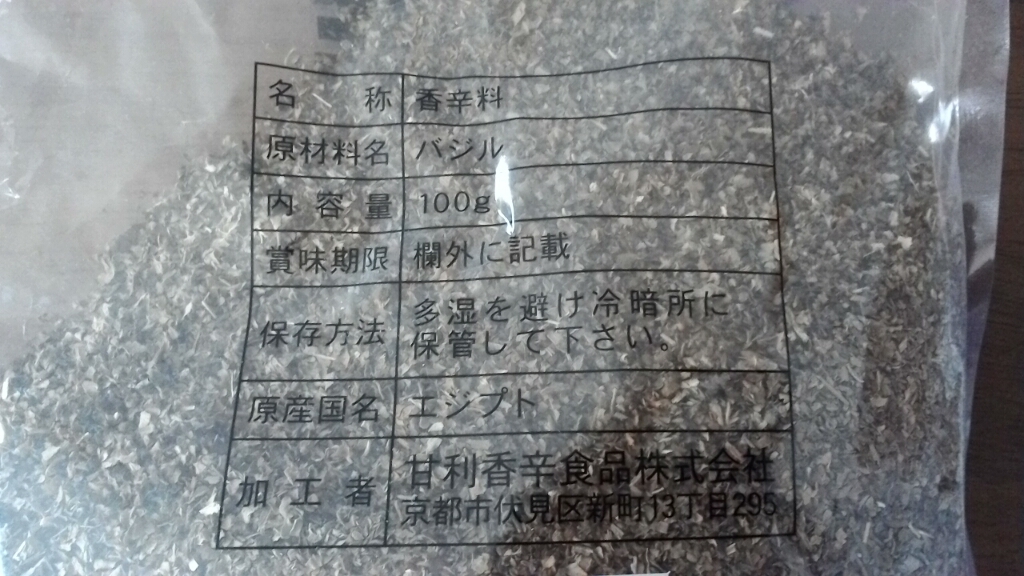 名称 香辛料
原材料名 バジル
内容量 100g
賞味期限 欄外に記載
保存方法 多湿を避け冷暗所に
保管して下さい。
原産国名 エジプト
加工者 甘利香辛食品株式会社
京都市伏見区新町13丁目295